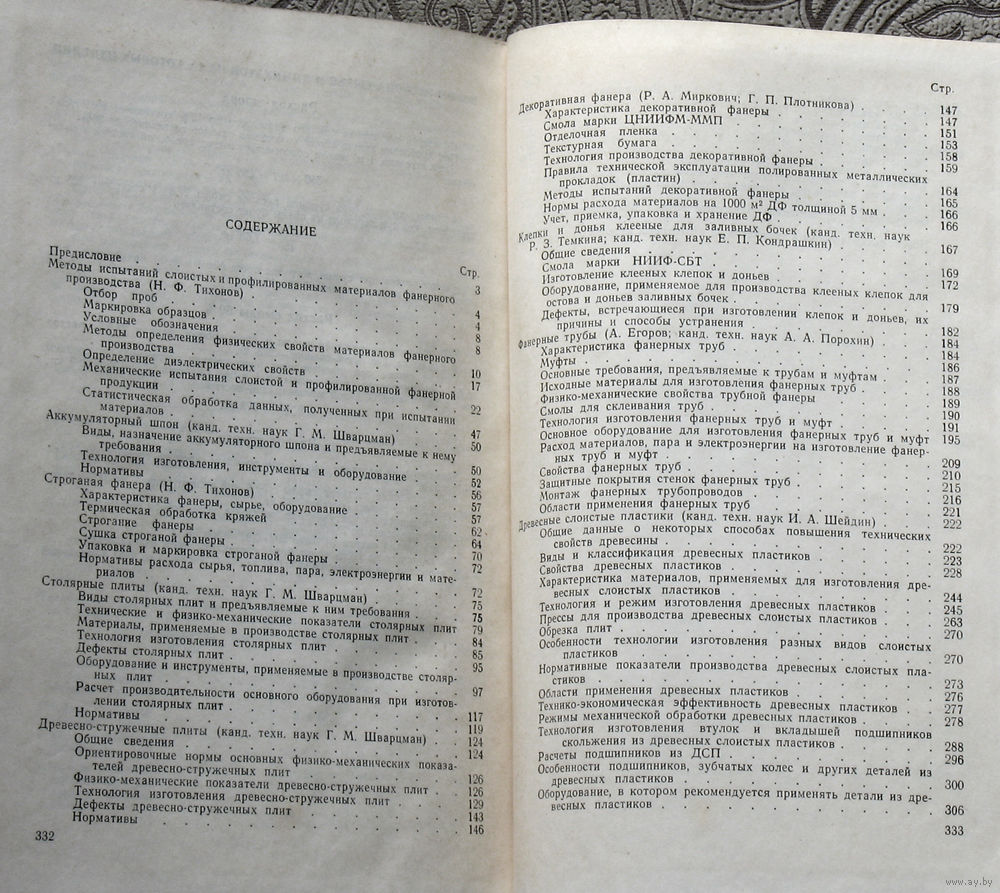 СОДЕРЖАНИЕ
Стр.
Предисловие . . . 3
Методы испытаний слоистых и профилированных материалов фанерного
производства (Н. Ф. Тихонов) . . . 4
Отбор проб . . . 4
Маркировка образцов . . . 8
Условные обозначения . . . 8
Методы определения физических свойств материалов фанерного
производства . . . 10
Определение диэлектрических свойств . . . 17
Механические испытания слоистой и профилированной фанерной
продукции . . . 22
Статистическая обработка данных, полученных при испытании
материалов . . . 47
Аккумуляторный шпон (канд. техн. наук Г. М. Шварцман) . . . 50
Виды, назначение аккумуляторного шпона и предъявляемые к нему
требования . . . 50
Технология изготовления, инструменты и оборудование . . . 52
Нормативы . . . 56
Строганая фанера (Н. Ф. Тихонов) . . . 57
Характеристика фанеры, сырье, оборудование . . . 57
Термическая обработка кряжей . . . 62
Строгание фанеры . . . 64
Сушка строганой фанеры . . . 70
Упаковка и маркировка строганой фанеры . . . 72
Нормативы расхода сырья, топлива, пара, электроэнергии и мате-
риалов . . . 72
Столярные плиты (канд. техн. наук Г. М. Шварцман) . . . 75
Виды столярных плит и предъявляемые к ним требования . . . 75
Технические и физико-механические показатели столярных плит 79
Материалы, применяемые в производстве столярных плит . . . 84
Технология изготовления столярных плит . . . 85
Дефекты столярных плит . . . 95
Оборудование и инструменты, применяемые в производстве столяр-
ных плит . . . 97
Расчет производительности основного оборудования при изготов-
лении столярных плит . . . 117
Нормативы . . . 119
Древесно-стружечные плиты (канд. техн. наук Г. М. Шварцман) . . . 124
Общие сведения . . . 124
Ориентировочные нормы основных физико-механических показа-
телей древесно-стружечных плит . . . 126
Физико-механические показатели древесно-стружечных плит . . . 126
Технология изготовления древесно-стружечных плит . . . 129
Дефекты древесно-стружечных плит . . . 143
Нормативы . . . 146
332
Стр.
Декоративная фанера (Р. А. Миркович; Г. П. Плотникова) . . . 147
Характеристика декоративной фанеры . . . 147
Смола марки ЦНИИФМ-ММП . . . 151
Отделочная пленка . . . 153
Текстурная бумага . . . 158
Технология производства декоративной фанеры . . . 159
Правила технической эксплуатации полированных металлических
прокладок (пластин) . . . 164
Методы испытаний декоративной фанеры . . . 165
Нормы расхода материалов на 1000 м² ДФ толщиной 5 мм . . . 166
Учет, приемка, упаковка и хранение ДФ . . . 166
Клепки и донья клееные для заливных бочек (канд. техн. наук
Р. З. Темкина; канд. техн. наук Е. П. Кондрашкин) . . . 167
Общие сведения . . .
Смола марки НИИФ-СБТ . . . 169
Изготовление клееных клепок и доньев . . . 172
Оборудование, применяемое для производства клееных клепок для
остова и доньев заливных бочек . . . 179
Дефекты, встречающиеся при изготовлении клепок и доньев, их
причины и способы устранения . . . 182
Фанерные трубы (А. Егоров; канд. техн. наук А. А. Порохин) . . . 184
Характеристика фанерных труб . . . 184
Муфты . . . 186
Основные требования, предъявляемые к трубам и муфтам . . . 187
Исходные материалы для изготовления фанерных труб . . . 188
Физико-механические свойства трубной фанеры . . . 189
Смолы для склеивания труб . . . 190
Технология изготовления фанерных труб и муфт . . . 191
Основное оборудование для изготовления фанерных труб и муфт 195
Расход материалов, пара и электроэнергии на изготовление фанер-
ных труб и муфт . . . 209
Свойства фанерных труб . . . 210
Защитные покрытия стенок фанерных труб . . . 215
Монтаж фанерных трубопроводов . . . 216
Области применения фанерных труб . . . 221
Древесные слоистые пластики (канд. техн. наук И. А. Шейдин) . . . 222
Общие данные о некоторых способах повышения технических
свойств древесины . . . 222
Виды и классификация древесных пластиков . . . 223
Свойства древесных пластиков . . . 228
Характеристика материалов, применяемых для изготовления дре-
весных слоистых пластиков . . . 244
Технология и режим изготовления древесных пластиков . . . 245
Прессы для производства древесных слоистых пластиков . . . 263
Обрезка плит . . . 270
Особенности технологии изготовления разных видов слоистых
пластиков . . . 270
Нормативные показатели производства древесных слоистых пла-
стиков . . . 273
Области применения древесных пластиков . . . 276
Технико-экономическая эффективность древесных пластиков . . . 277
Режимы механической обработки древесных пластиков . . . 278
Технология изготовления втулок и вкладышей подшипников
скольжения из древесных слоистых пластиков . . . 288
Расчеты подшипников из ДСП . . . 296
Особенности подшипников, зубчатых колес и других деталей из
древесных пластиков . . . 300
Оборудование, в котором рекомендуется применять детали из дре-
весных пластиков . . . 306
333
www.ay.by